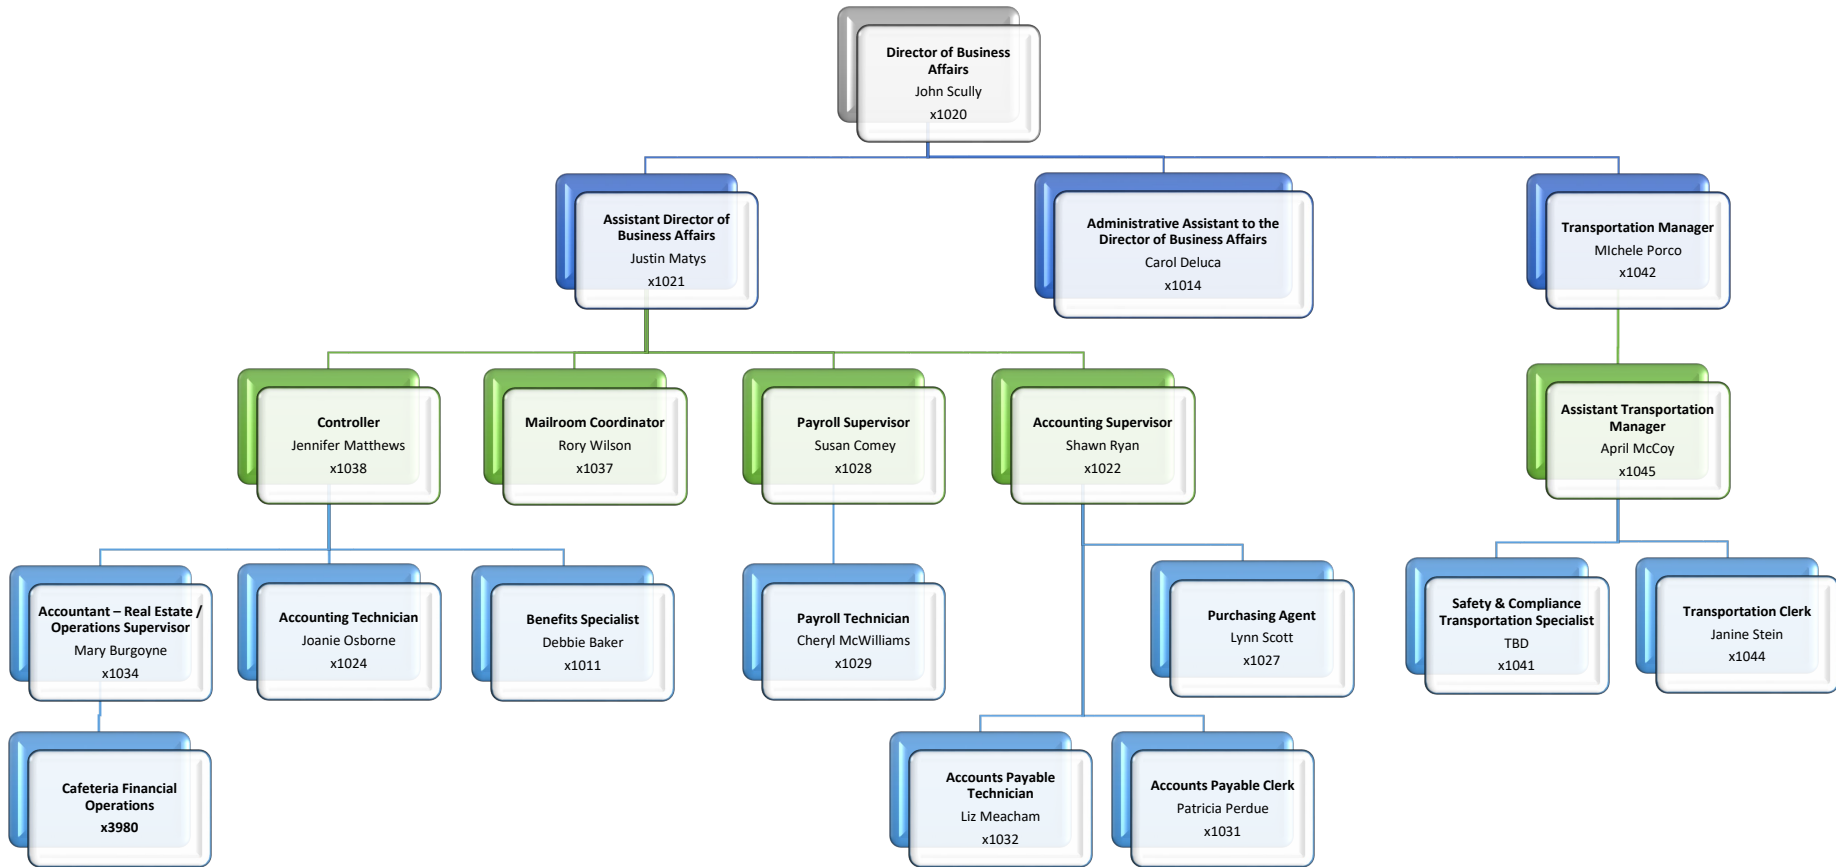 Director of Business
Affairs
John Scully
x1020
Assistant Director of
Business Affairs
Justin Matys
x1021
Administrative Assistant to the
Director of Business Affairs
Carol Deluca
x1014
Transportation Manager
MIchele Porco
x1042
Controller
Jennifer Matthews
x1038
Mailroom Coordinator
Rory Wilson
x1037
Payroll Supervisor
Susan Comey
x1028
Accounting Supervisor
Shawn Ryan
x1022
Assistant Transportation
Manager
April McCoy
x1045
Accountant – Real Estate /
Operations Supervisor
Mary Burgoyne
x1034
Accounting Technician
Joanie Osborne
x1024
Benefits Specialist
Debbie Baker
x1011
Payroll Technician
Cheryl McWilliams
x1029
Purchasing Agent
Lynn Scott
x1027
Safety & Compliance
Transportation Specialist
TBD
x1041
Transportation Clerk
Janine Stein
x1044
Cafeteria Financial
Operations
x3980
Accounts Payable
Technician
Liz Meacham
x1032
Accounts Payable Clerk
Patricia Perdue
x1031